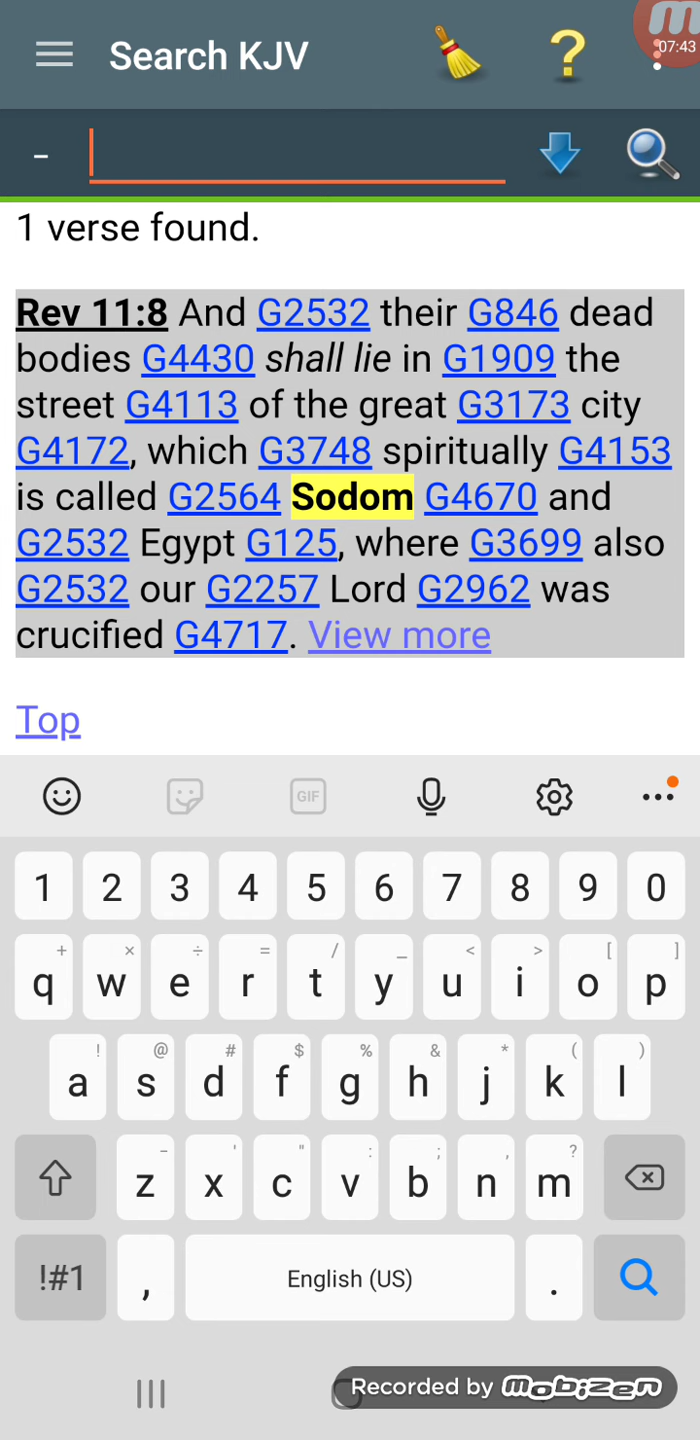 Search KJV
?
07:43
-
1 verse found.
Rev 11:8 And G2532 their G846 dead
bodies G4430 shall lie in G1909 the
street G4113 of the great G3173 city
G4172, which G3748 spiritually G4153
is called G2564 Sodom G4670 and
G2532 Egypt G125, where G3699 also
G2532 our G2257 Lord G2962 was
crucified G4717. View more
Top
GIF
1 2 3 4 5 6 7 8 9 0
+ × ÷ = / _ < > [ ]
q w e r t y u i o p
! @ # $ % & * ( )
a s d f g h j k l
- ' " : ; , ?
z x c v b n m
!#1 , English (US) .
Recorded by mobizen